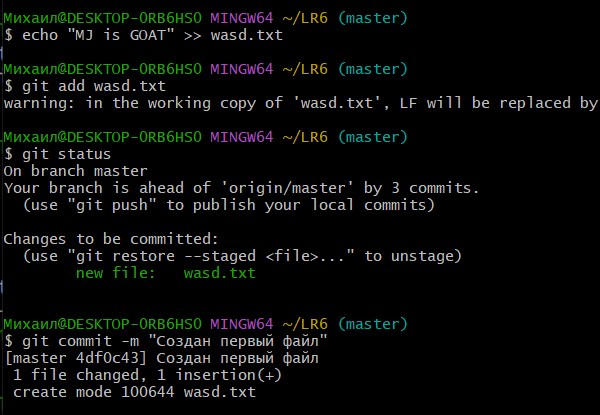 Михаил@DESKTOP-ORB6HSO MINGW64 ~/LR6 (master)
$ echo "MJ is GOAT" >> wasd.txt
Михаил@DESKTOP-ORB6HSO MINGW64 ~/LR6 (master)
$ git add wasd.txt
warning: in the working copy of 'wasd.txt', LF will be replaced by
Михаил@DESKTOP-ORB6HSO MINGW64 ~/LR6 (master)
$ git status
On branch master
Your branch is ahead of 'origin/master' by 3 commits.
  (use "git push" to publish your local commits)
Changes to be committed:
  (use "git restore --staged <file>..." to unstage)
        new file:   wasd.txt
Михаил@DESKTOP-ORB6HSO MINGW64 ~/LR6 (master)
$ git commit -m "Создан первый файл"
[master 4df0c43] Создан первый файл
 1 file changed, 1 insertion(+)
 create mode 100644 wasd.txt